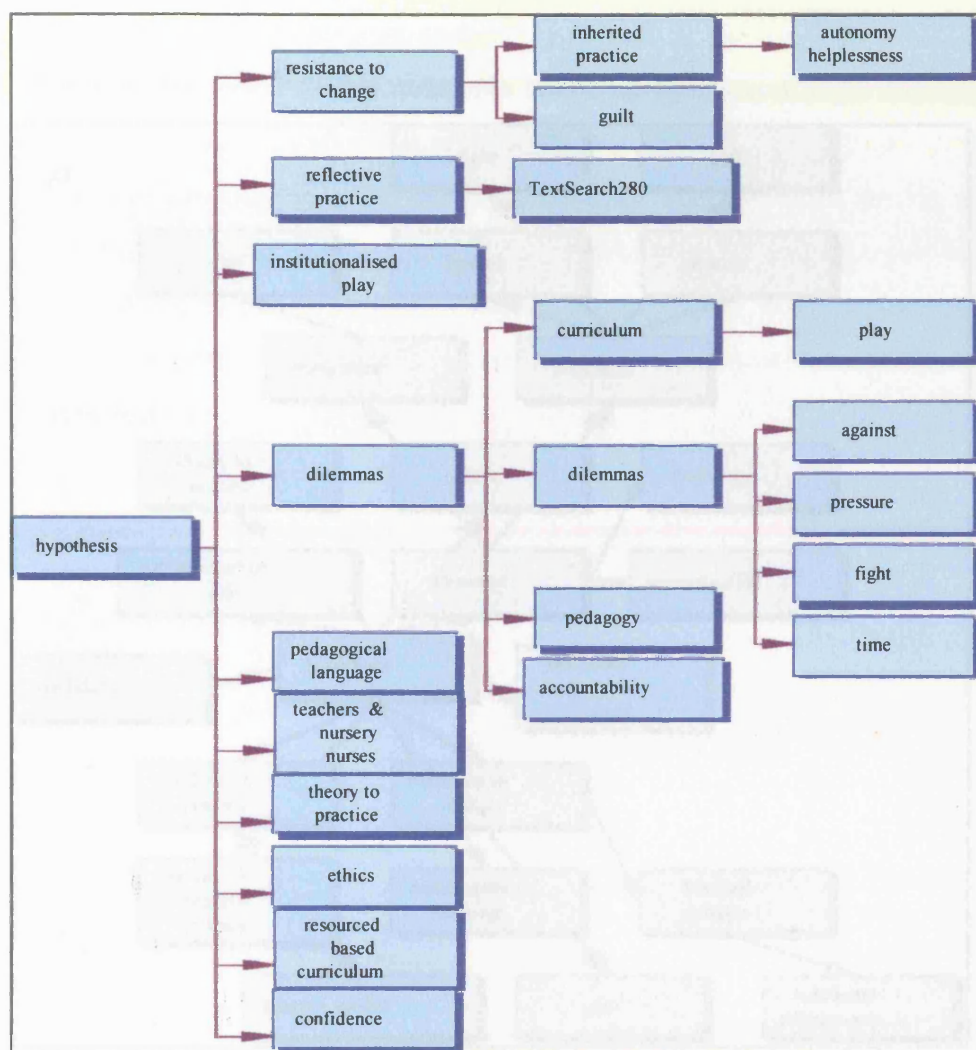 inherited
practice
autonomy
helplessness
resistance to
change
guilt
reflective
practice
TextSearch280
institutionalised
play
curriculum
play
against
dilemmas
dilemmas
pressure
hypothesis
fight
pedagogy
time
pedagogical
language
accountability
teachers &
nursery
nurses
theory to
practice
ethics
resourced
based
curriculum
confidence